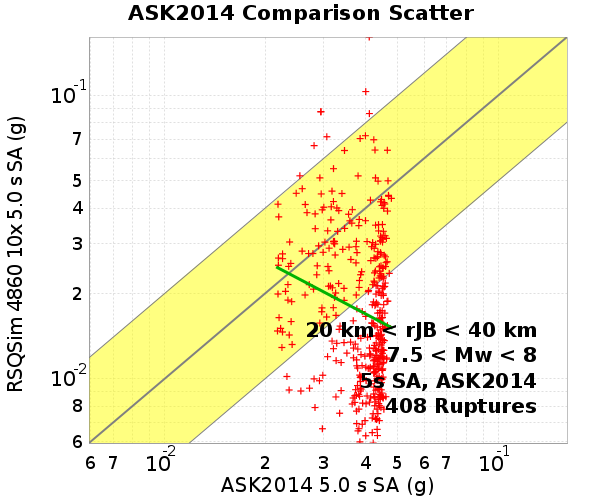 ASK2014 Comparison Scatter
RSQSim 4860 10x 5.0 s SA (g)
10-1
7
5
4
3
2
10-2
8
6
20 km < rJB < 40 km
7.5 < Mw < 8
5s SA, ASK2014
408 Ruptures
6 7 10-2 2 3 4 5 6 7 10-1
ASK2014 5.0 s SA (g)